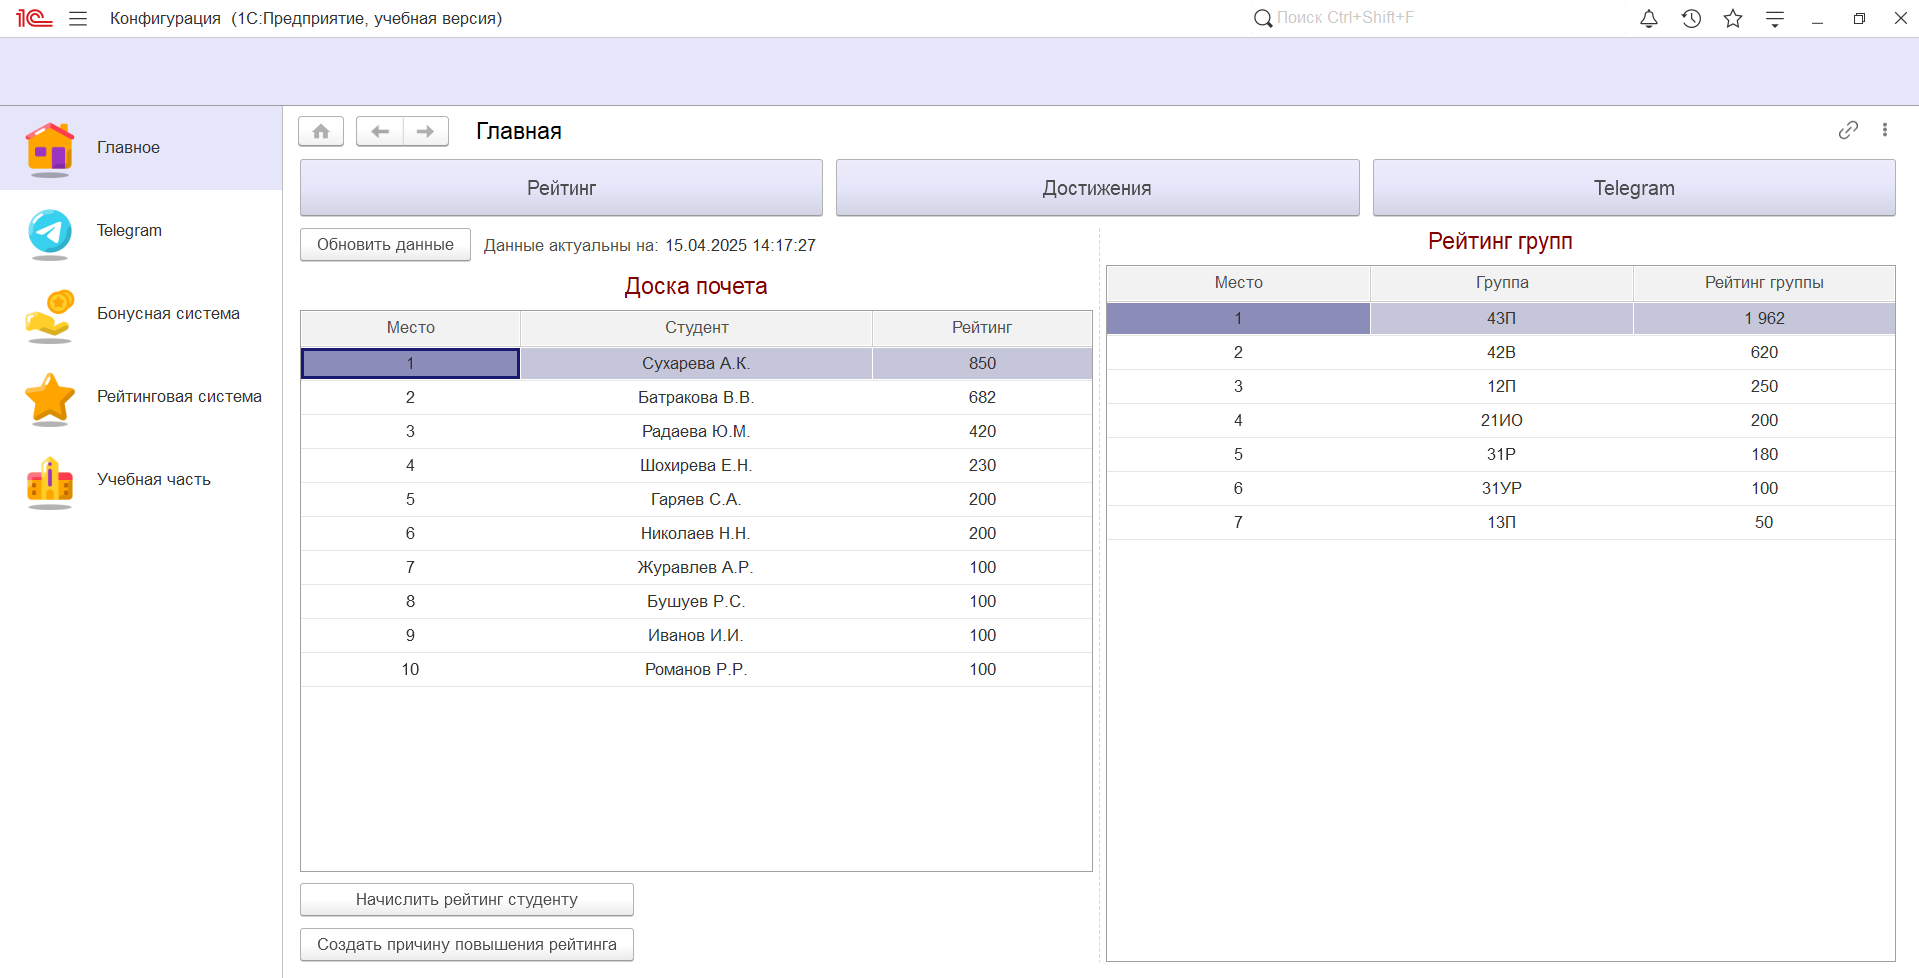 1С Конфигурация (1С:Предприятие, учебная версия) Поиск Ctrl+Shift+F
Главное
Telegram
Бонусная система
Рейтинговая система
Учебная часть
Главная
Рейтинг Достижения Telegram
Обновить данные Данные актуальны на: 15.04.2025 14:17:27
Доска почета
Место Студент Рейтинг
1 Сухарева А.К. 850
2 Батракова В.В. 682
3 Радаева Ю.М. 420
4 Шохирева Е.Н. 230
5 Гаряев С.А. 200
6 Николаев Н.Н. 200
7 Журавлев А.Р. 100
8 Бушуев Р.С. 100
9 Иванов И.И. 100
10 Романов Р.Р. 100
Начислить рейтинг студенту
Создать причину повышения рейтинга
Рейтинг групп
Место Группа Рейтинг группы
1 43П 1 962
2 42В 620
3 12П 250
4 21ИО 200
5 31Р 180
6 31УР 100
7 13П 50